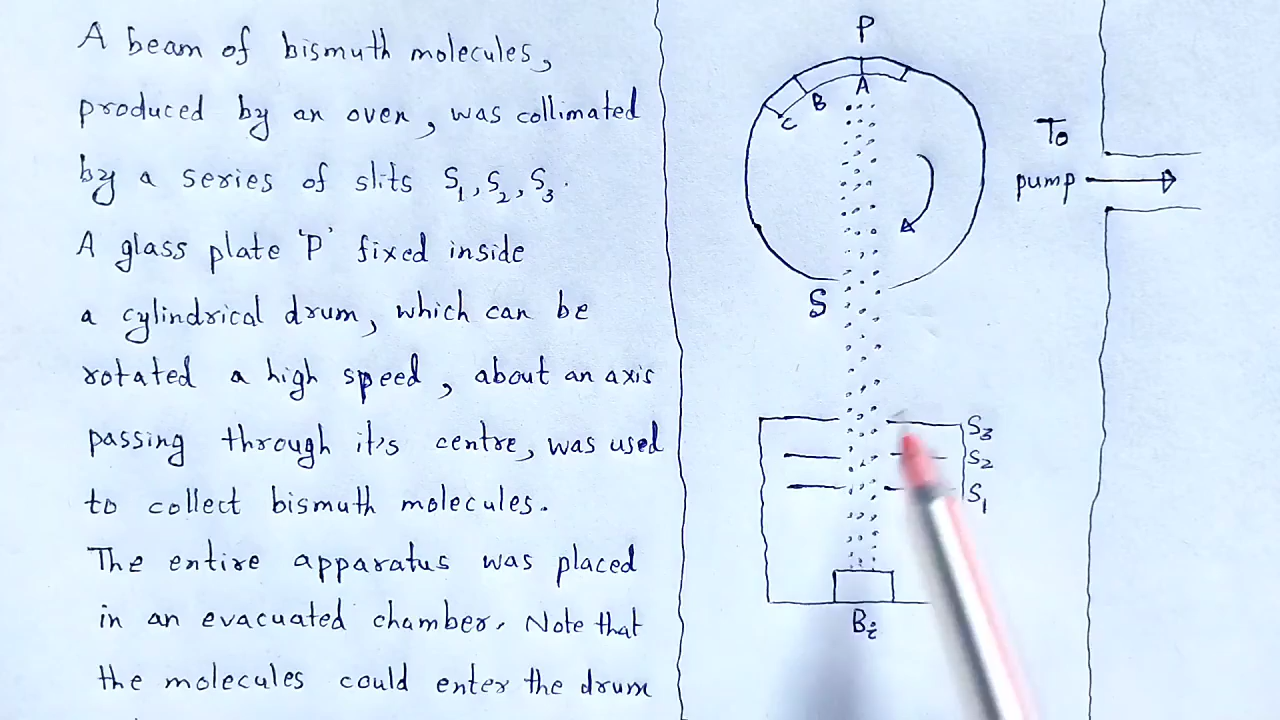 A beam of bismuth molecules,
produced by an oven, was collimated
by a series of slits S₁, S₂, S₃.
A glass plate 'P' fixed inside
a cylindrical drum, which can be
rotated a high speed, about an axis
passing through it's centre, was used
to collect bismuth molecules.
The entire apparatus was placed
in an evacuated chamber. Note that
the molecules could enter the drum
P
A
B
C
To
pump
S
S₃
S₂
S₁
Bi